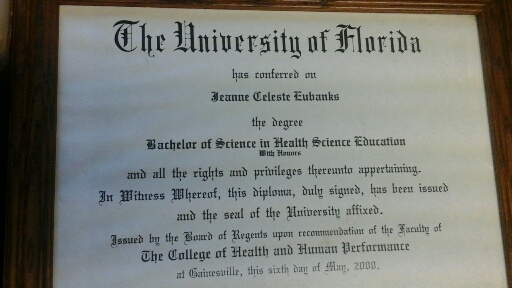 The University of Florida
has conferred on
Jeanne Celeste Eubanks
the degree
Bachelor of Science in Health Science Education
With Honors
and all the rights and privileges thereunto appertaining.
In Witness Whereof, this diploma, duly signed, has been issued
and the seal of the University affixed.
Issued by the Board of Regents upon recommendation of the Faculty of
The College of Health and Human Performance
at Gainesville, this sixth day of May, 2000.